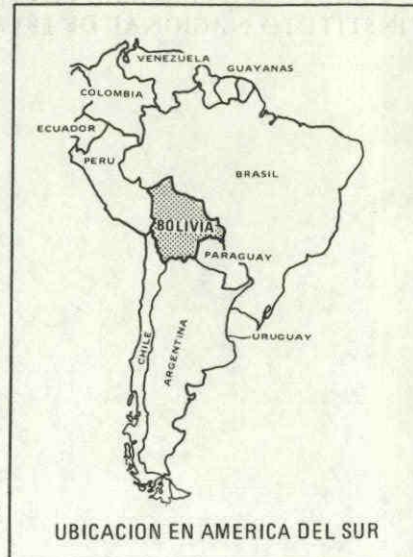 VENEZUELA
GUAYANAS
COLOMBIA
ECUADOR
PERU
BRASIL
BOLIVIA
PARAGUAY
CHILE
ARGENTINA
URUGUAY
UBICACION EN AMERICA DEL SUR